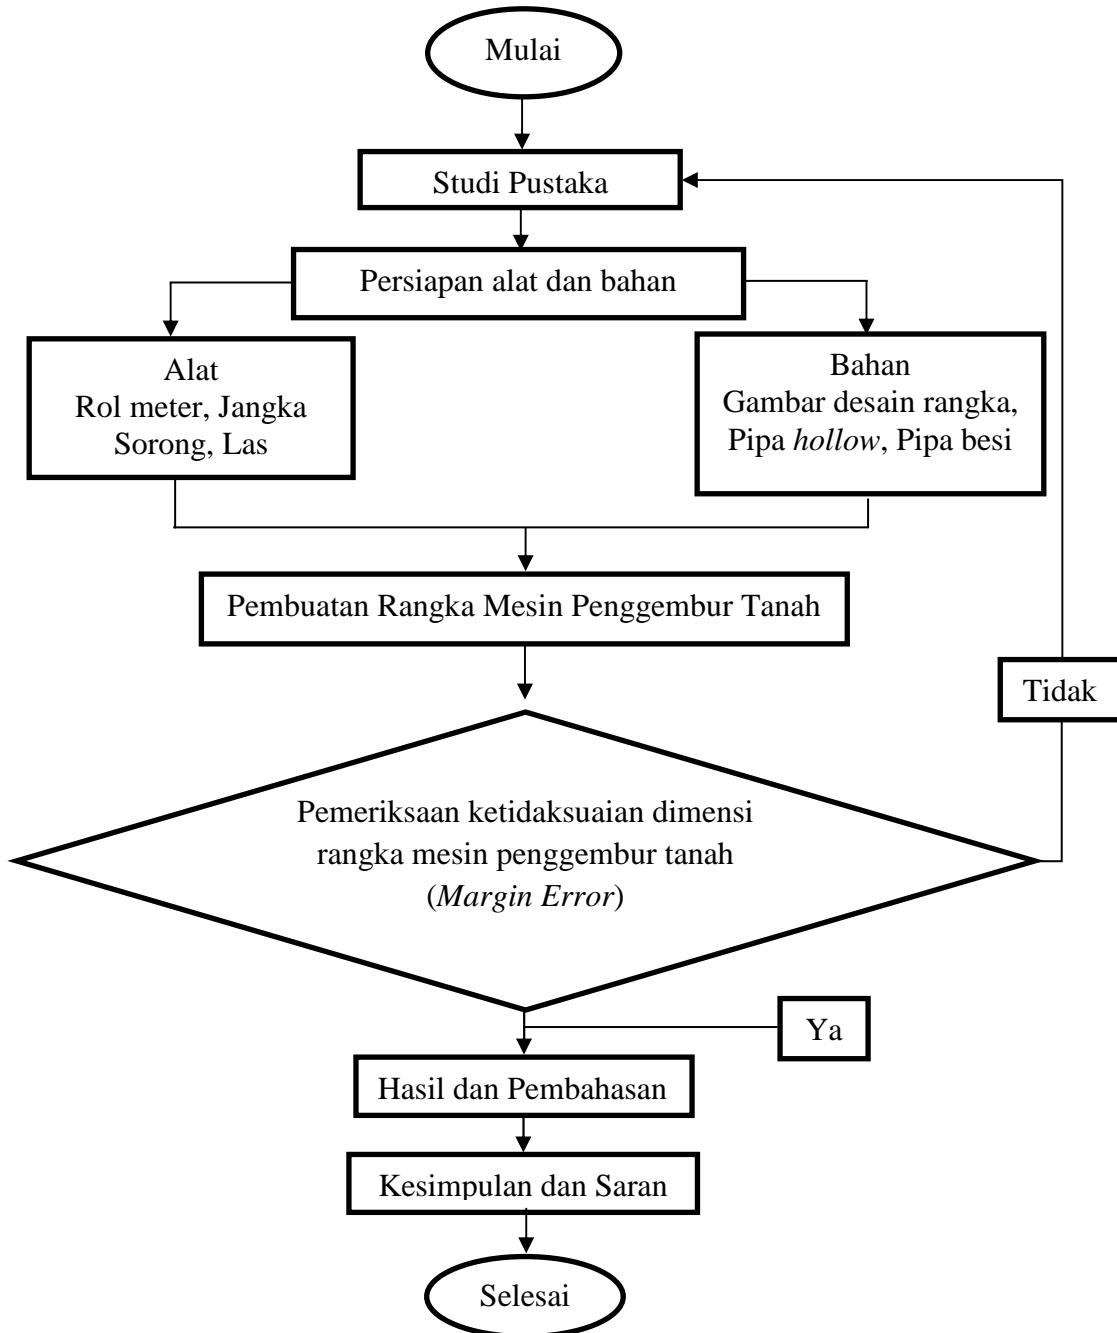 Mulai
Studi Pustaka
Persiapan alat dan bahan
Alat
Rol meter, Jangka
Sorong, Las
Bahan
Gambar desain rangka,
Pipa hollow, Pipa besi
Pembuatan Rangka Mesin Penggembur Tanah
Tidak
Pemeriksaan ketidaksuaian dimensi
rangka mesin penggembur tanah
(Margin Error)
Ya
Hasil dan Pembahasan
Kesimpulan dan Saran
Selesai